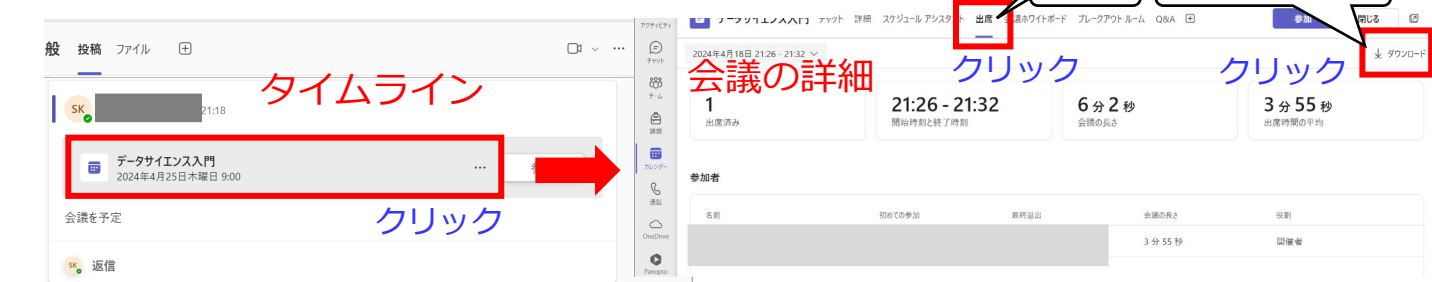 般 投稿 ファイル
タイムライン
SK
21:18
データサイエンス入門
2024年4月25日木曜日 9:00
クリック
会議を予定
SK 返信
アクティビティ
チャット
チーム
課題
カレンダー
通話
OneDrive
Panopto
データサイエンス入門 チャット 詳細 スケジュール アシスタント 出席 会議ホワイトボード ブレークアウト ルーム Q&A
参加
閉じる
2024年4月18日 21:26 - 21:32
ダウンロード
会議の詳細
クリック
クリック
1
出席済み
21:26 - 21:32
開始時刻と終了時刻
6 分 2 秒
会議の長さ
3 分 55 秒
出席時間の平均
参加者
名前 初めての参加 最終退出 会議の長さ 役割
3 分 55 秒 開催者